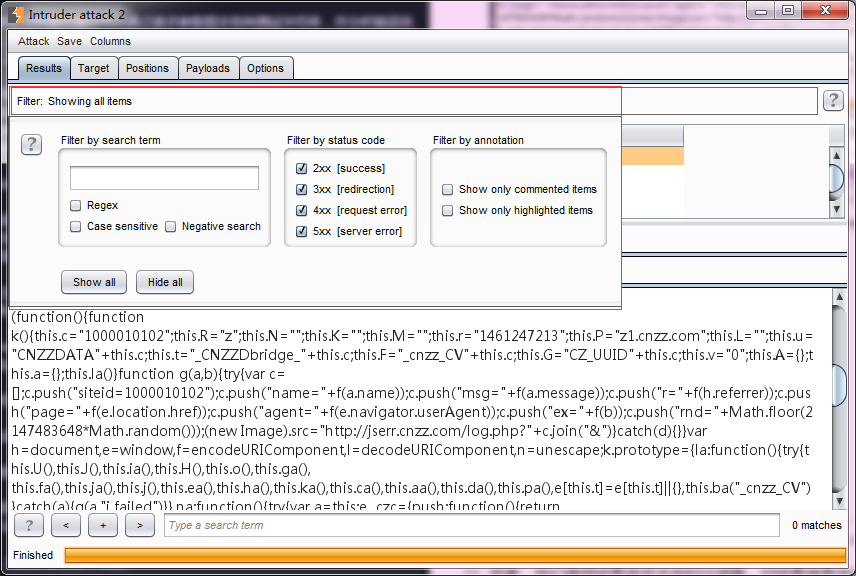 Intruder attack 2
Attack Save Columns
Results Target Positions Payloads Options
Filter: Showing all items
?
?
Filter by search term
Filter by status code
Filter by annotation
2xx [success]
3xx [redirection]
Show only commented items
Regex
4xx [request error]
Show only highlighted items
Case sensitive
Negative search
5xx [server error]
Show all
Hide all
(function(){function
k(){this.c="1000010102";this.R="z";this.N="";this.K="";this.M="";this.r="1461247213";this.P="z1.cnzz.com";this.L="";this.u=
"CNZZDATA"+this.c;this.t="_CNZZDbridge_"+this.c;this.F="_cnzz_CV"+this.c;this.G="CZ_UUID"+this.c;this.v="0";this.A={};t
his.a={};this.la()}function g(a,b){try{var c=
[];c.push("siteid=1000010102");c.push("name="+f(a.name));c.push("msg="+f(a.message));c.push("r="+f(h.referrer));c.pu
sh("page="+f(e.location.href));c.push("agent="+f(e.navigator.userAgent));c.push("ex="+f(b));c.push("rnd="+Math.floor(2
147483648*Math.random()));(new Image).src="http://jserr.cnzz.com/log.php?"+c.join("&")}catch(d){}}var
h=document,e=window,f=encodeURIComponent,l=decodeURIComponent,n=unescape;k.prototype={la:function(){try{t
his.U(),this.J(),this.ia(),this.H(),this.o(),this.ga(),
this.fa(),this.ja(),this.j(),this.ea(),this.ha(),this.ka(),this.ca(),this.aa(),this.da(),this.pa(),e[this.t]=e[this.t]||{},this.ba("_cnzz_CV")
}catch(a){g(a,"i failed")}},na:function(){try{var a=this;e._czc={push:function(){return
?
<
+
>
Type a search term
0 matches
Finished